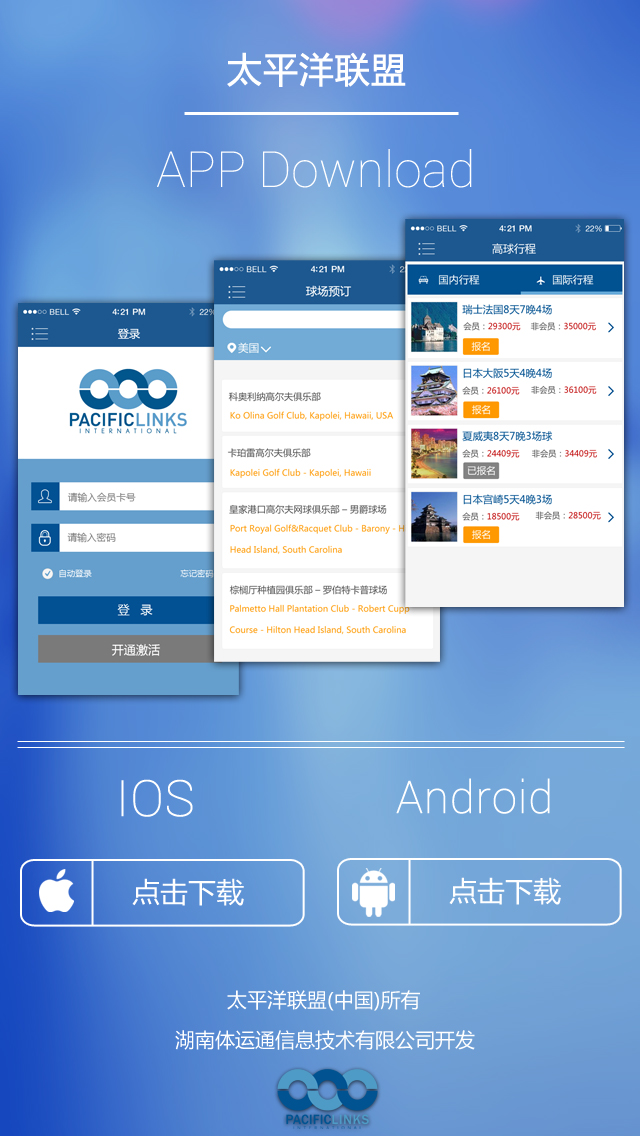 太平洋联盟
APP Download
BELL 4:21 PM 22%
登录
PACIFICLINKS
INTERNATIONAL
请输入会员卡号
请输入密码
自动登录 忘记密码
登 录
开通激活
BELL 4:21 PM 2
球场预订
美国
科奥利纳高尔夫俱乐部
Ko Olina Golf Club, Kapolei, Hawaii, USA
卡珀雷高尔夫俱乐部
Kapolei Golf Club - Kapolei, Hawaii
皇家港口高尔夫网球俱乐部 – 男爵球场
Port Royal Golf&Racquet Club - Barony - H
Head Island, South Carolina
棕榈厅种植园俱乐部 – 罗伯特卡普球场
Palmetto Hall Plantation Club - Robert Cupp
Course - Hilton Head Island, South Carolina
BELL 4:21 PM 22%
高球行程
国内行程 国际行程
瑞士法国8天7晚4场
会员：29300元 非会员：35000元
报名
日本大阪5天4晚4场
会员：26100元 非会员：36100元
报名
夏威夷8天7晚3场球
会员：24409元 非会员：34409元
已报名
日本宫崎5天4晚3场
会员：18500元 非会员：28500元
报名
IOS
Android
点击下载
点击下载
太平洋联盟(中国)所有
湖南体运通信息技术有限公司开发
PACIFICLINKS
INTERNATIONAL